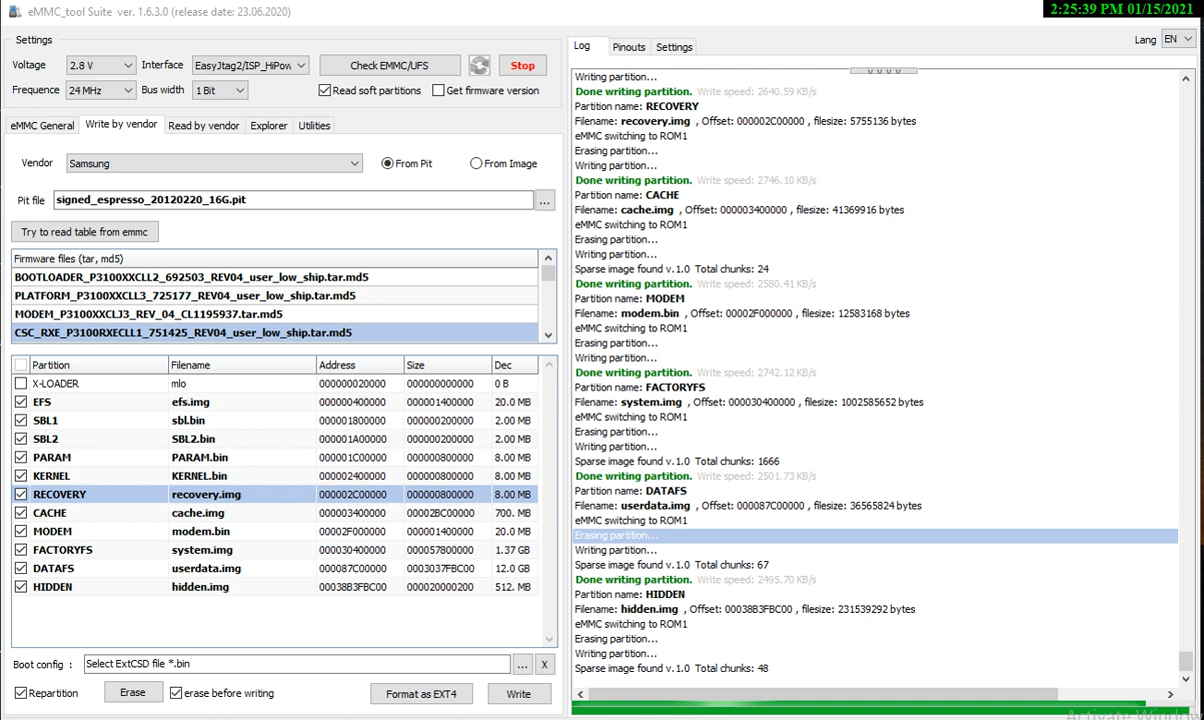 eMMC_tool Suite ver. 1.6.3.0 (release date: 23.06.2020)
2:25:39 PM 01/15/2021
Settings
Voltage 2.8 V Interface EasyJtag2/ISP_HiPow Check EMMC/UFS Stop
Frequence 24 MHz Bus width 1 Bit Read soft partitions Get firmware version
eMMC General Write by vendor Read by vendor Explorer Utilities
Vendor Samsung From Pit From Image
Pit file signed_espresso_20120220_16G.pit ...
Try to read table from emmc
Firmware files (tar, md5)
BOOTLOADER_P3100XXCLL2_692503_REV04_user_low_ship.tar.md5
PLATFORM_P3100XXCLL3_725177_REV04_user_low_ship.tar.md5
MODEM_P3100XXCLJ3_REV_04_CL1195937.tar.md5
CSC_RXE_P3100RXECLL1_751425_REV04_user_low_ship.tar.md5
Partition Filename Address Size Dec
X-LOADER mlo 000000020000 000000000000 0 B
EFS efs.img 000000400000 000001400000 20.0 MB
SBL1 sbl.bin 000001800000 000000200000 2.00 MB
SBL2 SBL2.bin 000001A00000 000000200000 2.00 MB
PARAM PARAM.bin 000001C00000 000000800000 8.00 MB
KERNEL KERNEL.bin 000002400000 000000800000 8.00 MB
RECOVERY recovery.img 000002C00000 000000800000 8.00 MB
CACHE cache.img 000003400000 00002BC00000 700. MB
MODEM modem.bin 00002F000000 000001400000 20.0 MB
FACTORYFS system.img 000030400000 000057800000 1.37 GB
DATAFS userdata.img 000087C00000 0003037FBC00 12.0 GB
HIDDEN hidden.img 00038B3FBC00 000020000200 512. MB
Boot config : Select ExtCSD file *.bin ... X
Repartition Erase erase before writing Format as EXT4 Write
Log Pinouts Settings Lang EN
Writing partition...
Done writing partition. Write speed: 2640.59 KB/s
Partition name: RECOVERY
Filename: recovery.img , Offset: 000002C00000 , filesize: 5755136 bytes
eMMC switching to ROM1
Erasing partition...
Writing partition...
Done writing partition. Write speed: 2746.10 KB/s
Partition name: CACHE
Filename: cache.img , Offset: 000003400000 , filesize: 41369916 bytes
eMMC switching to ROM1
Erasing partition...
Writing partition...
Sparse image found v.1.0 Total chunks: 24
Done writing partition. Write speed: 2580.41 KB/s
Partition name: MODEM
Filename: modem.bin , Offset: 00002F000000 , filesize: 12583168 bytes
eMMC switching to ROM1
Erasing partition...
Writing partition...
Done writing partition. Write speed: 2742.12 KB/s
Partition name: FACTORYFS
Filename: system.img , Offset: 000030400000 , filesize: 1002585652 bytes
eMMC switching to ROM1
Erasing partition...
Writing partition...
Sparse image found v.1.0 Total chunks: 1666
Done writing partition. Write speed: 2501.73 KB/s
Partition name: DATAFS
Filename: userdata.img , Offset: 000087C00000 , filesize: 36565824 bytes
eMMC switching to ROM1
Erasing partition...
Writing partition...
Sparse image found v.1.0 Total chunks: 67
Done writing partition. Write speed: 2495.70 KB/s
Partition name: HIDDEN
Filename: hidden.img , Offset: 00038B3FBC00 , filesize: 231539292 bytes
eMMC switching to ROM1
Erasing partition...
Writing partition...
Sparse image found v.1.0 Total chunks: 48